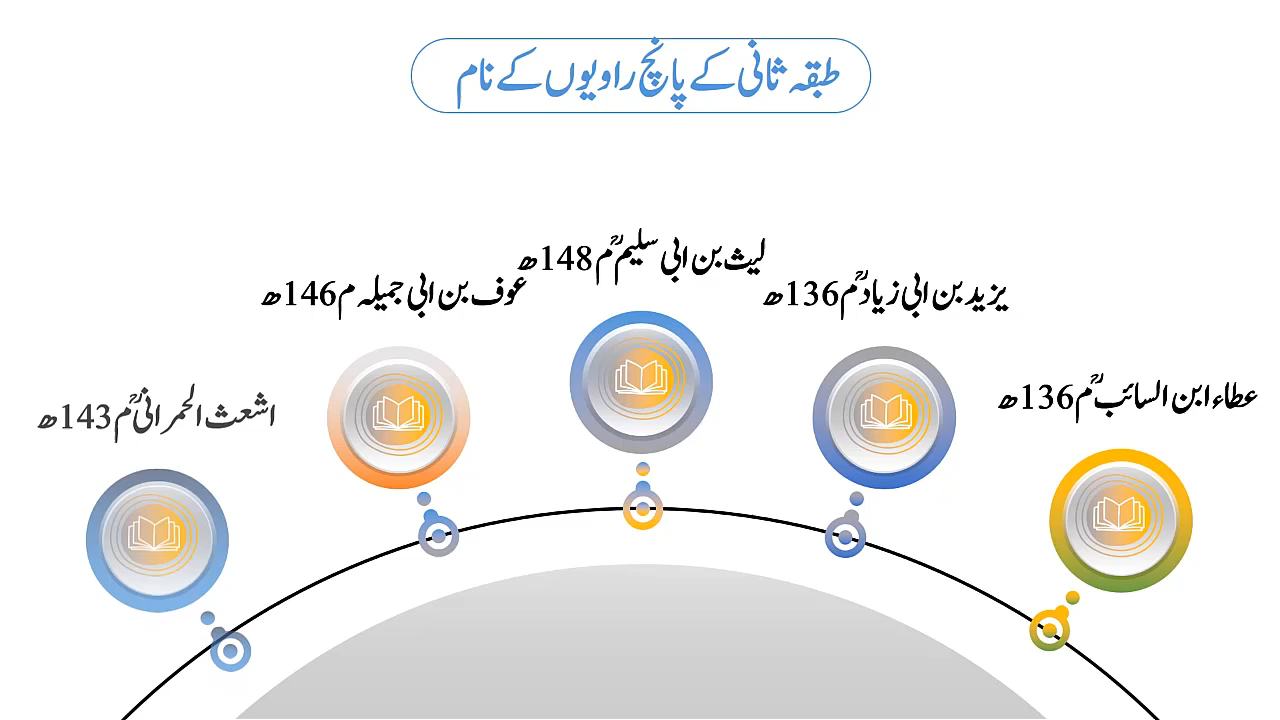 طبقہ ثانی کے پانچ راویوں کے نام
عطاء ابن السائبؒ م136ھ
یزید بن ابی زیادؒ م136ھ
لیث بن ابی سلیمؒ م148ھ
عوف بن ابی جمیلہ م146ھ
اشعث الحمرانیؒ م143ھ